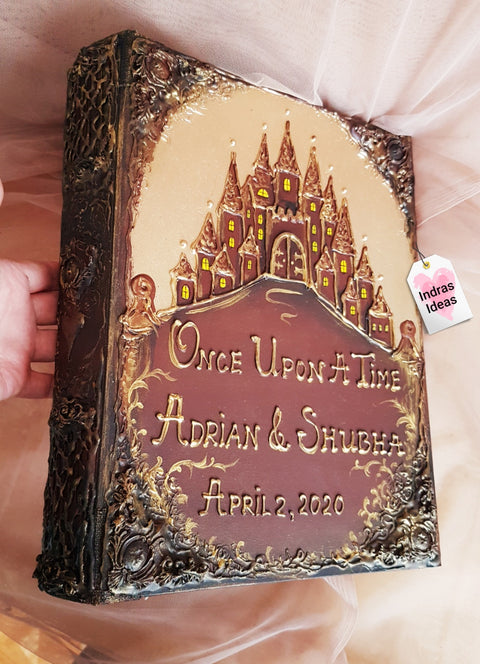 Once Upon A Time
Adrian & Shubha
April 2, 2020
Indras
Ideas